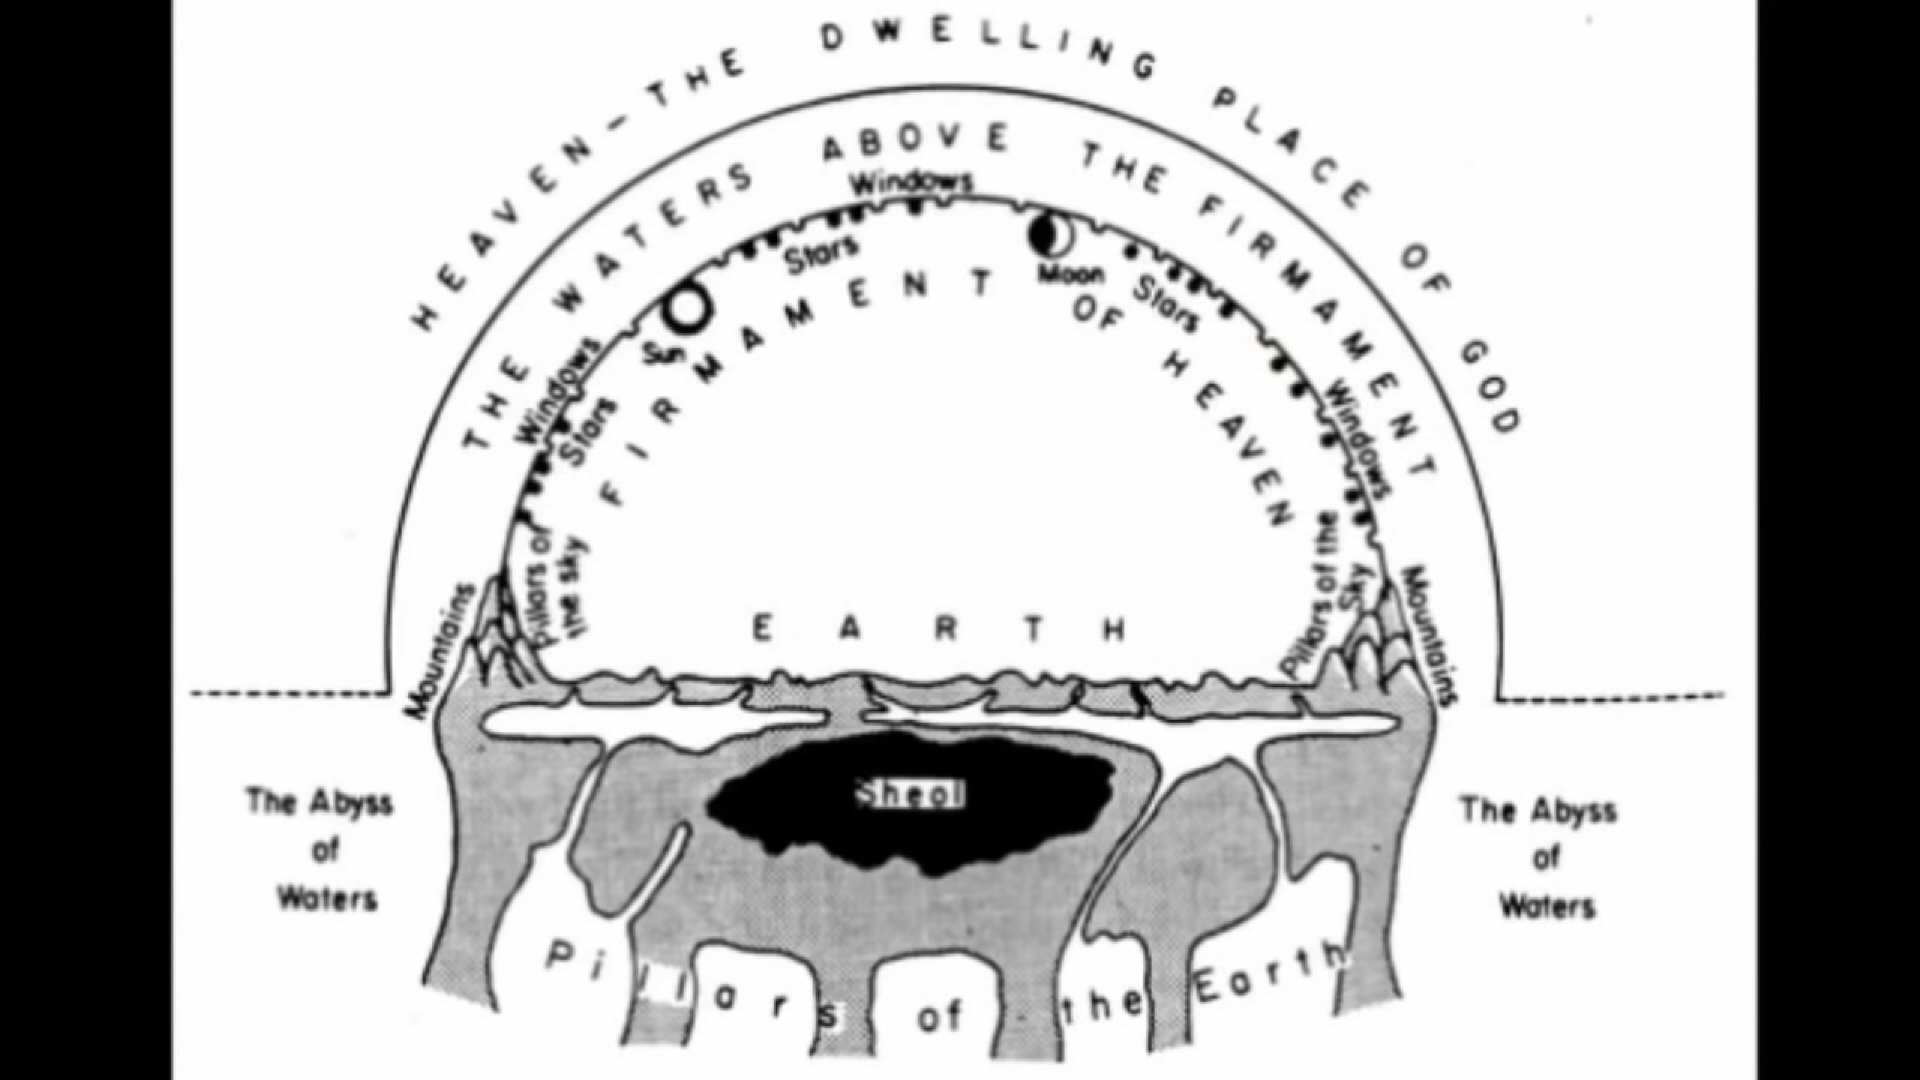 HEAVEN – THE DWELLING PLACE OF GOD
THE WATERS ABOVE THE FIRMAMENT
Windows
Stars
Moon
Stars
Sun
FIRMAMENT OF HEAVEN
Windows
Stars
Windows
Pillars of
the sky
Pillars of the
Sky
Mountains
Mountains
EARTH
Sheol
The Abyss
of
Waters
The Abyss
of
Waters
Pillars of the Earth